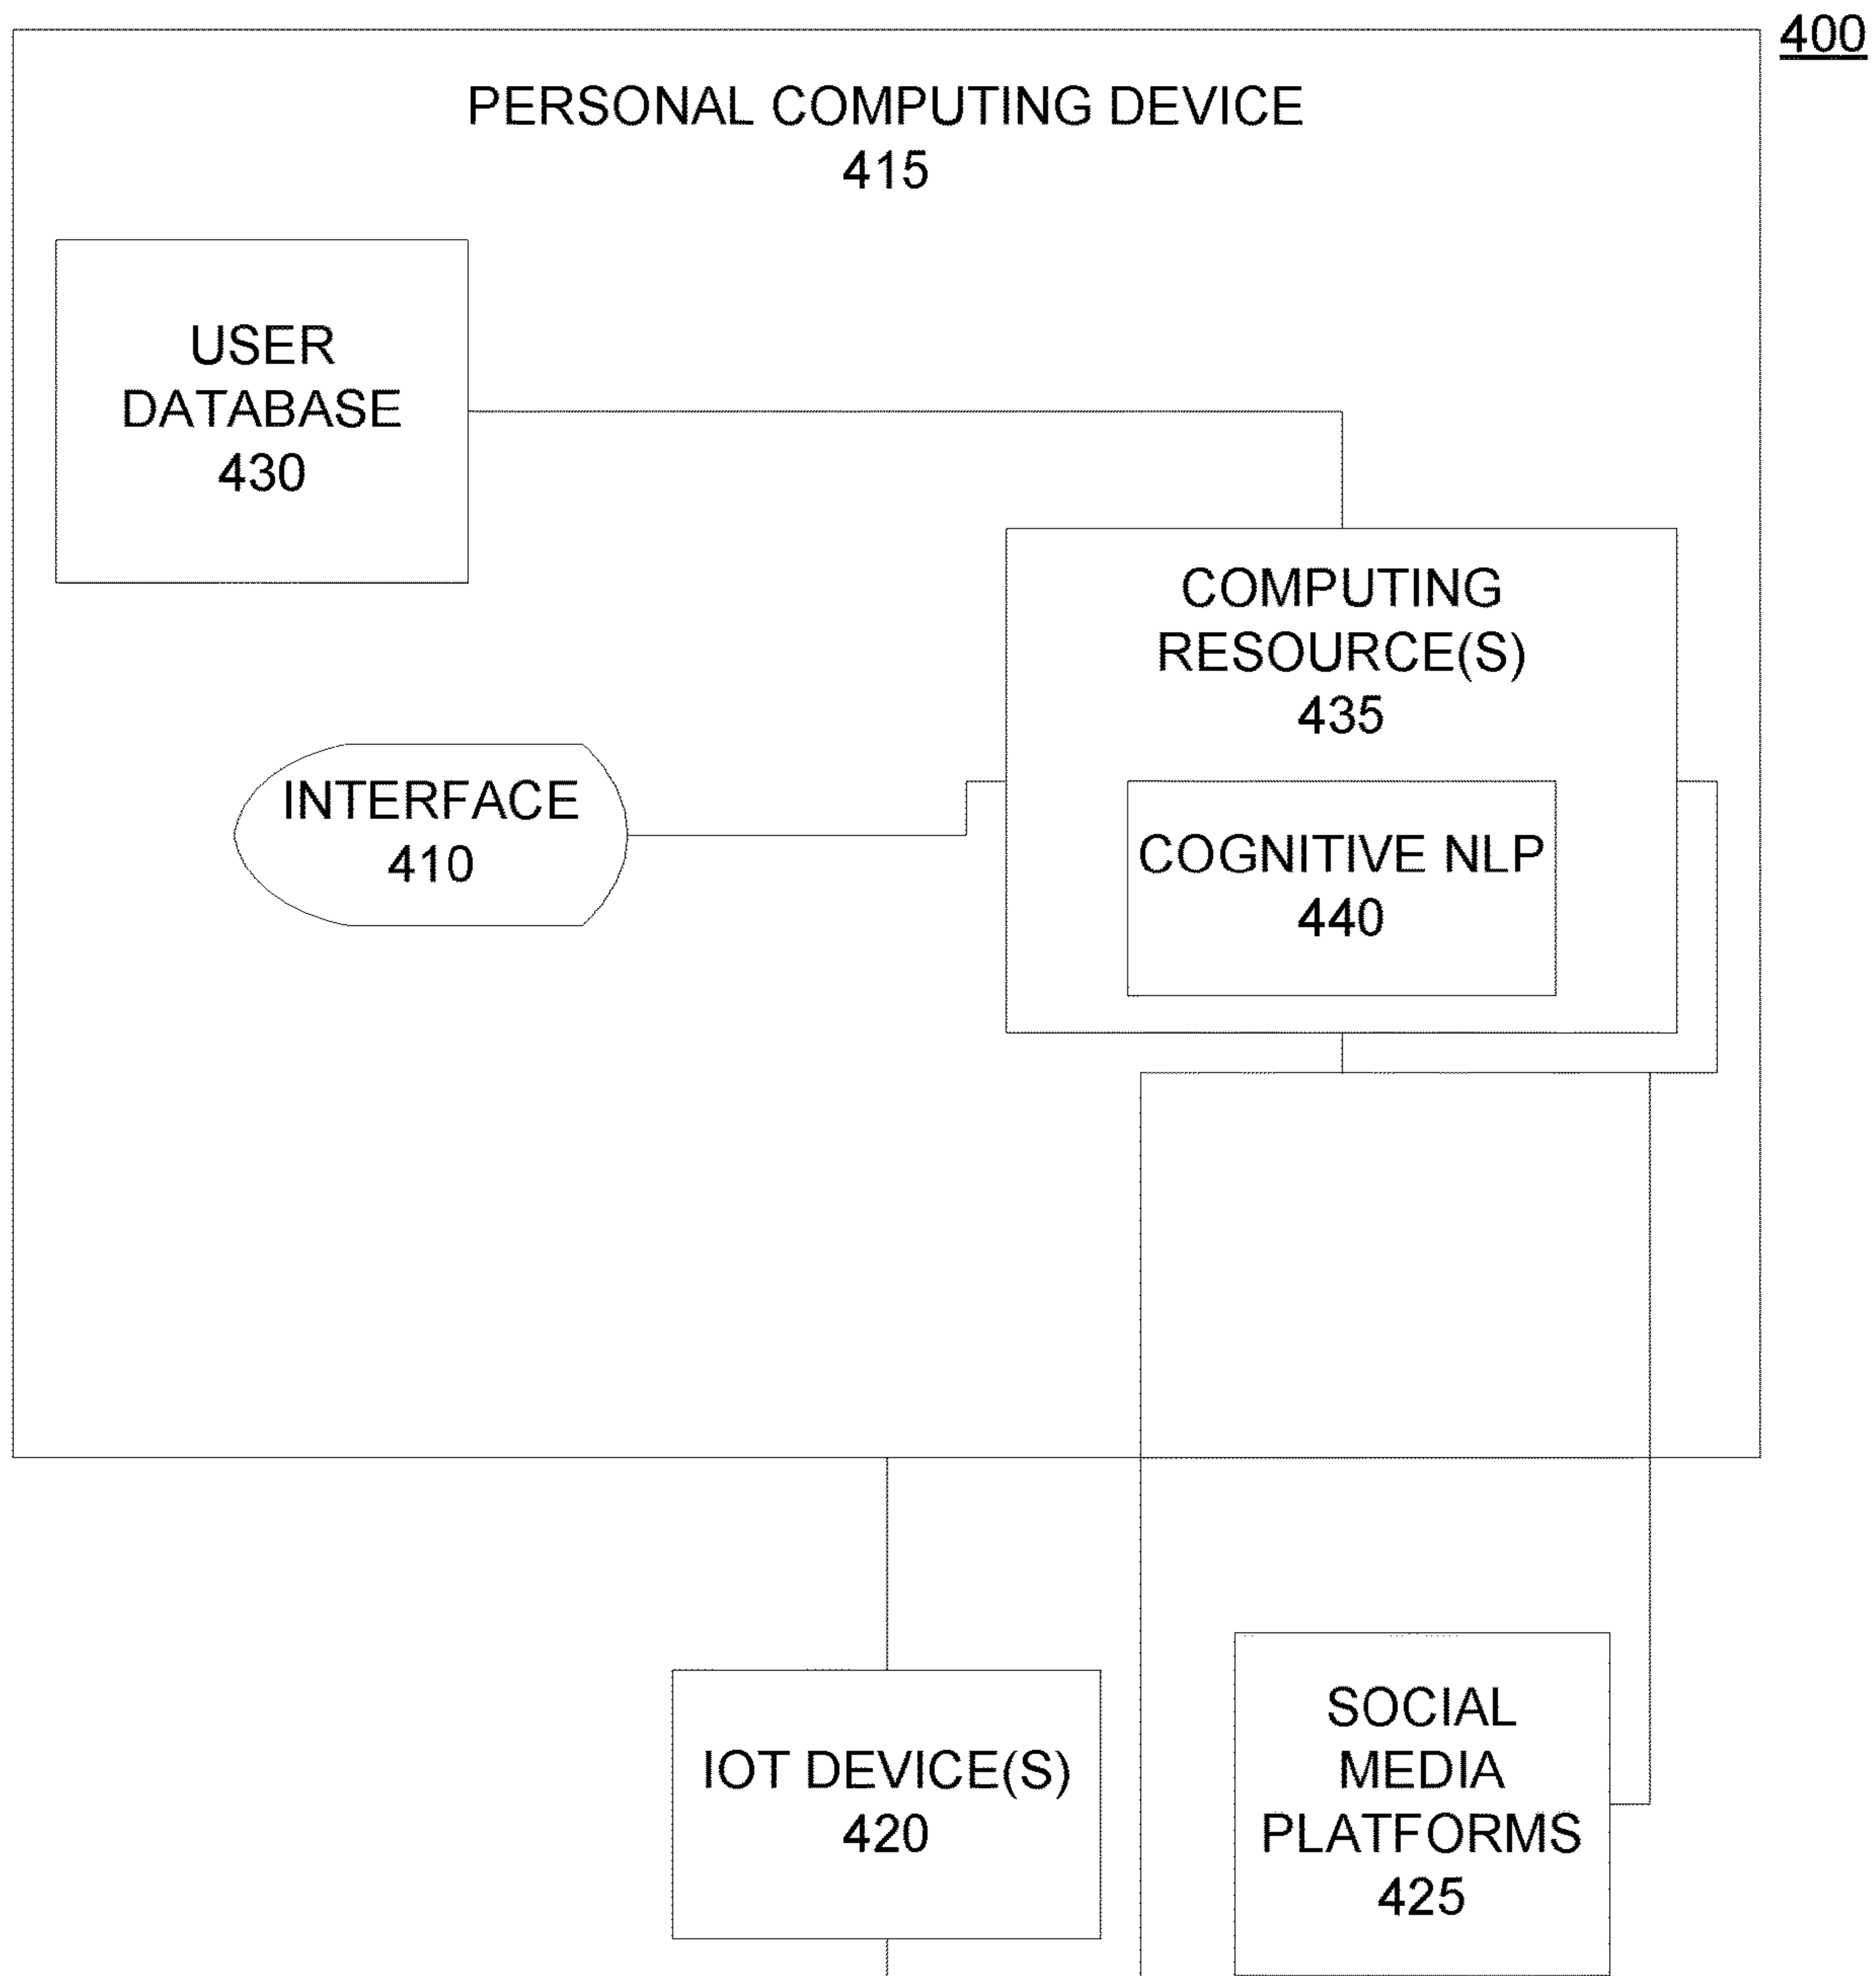 400
PERSONAL COMPUTING DEVICE
415
USER
DATABASE
430
COMPUTING
RESOURCE(S)
435
INTERFACE
410
COGNITIVE NLP
440
IOT DEVICE(S)
420
SOCIAL
MEDIA
PLATFORMS
425